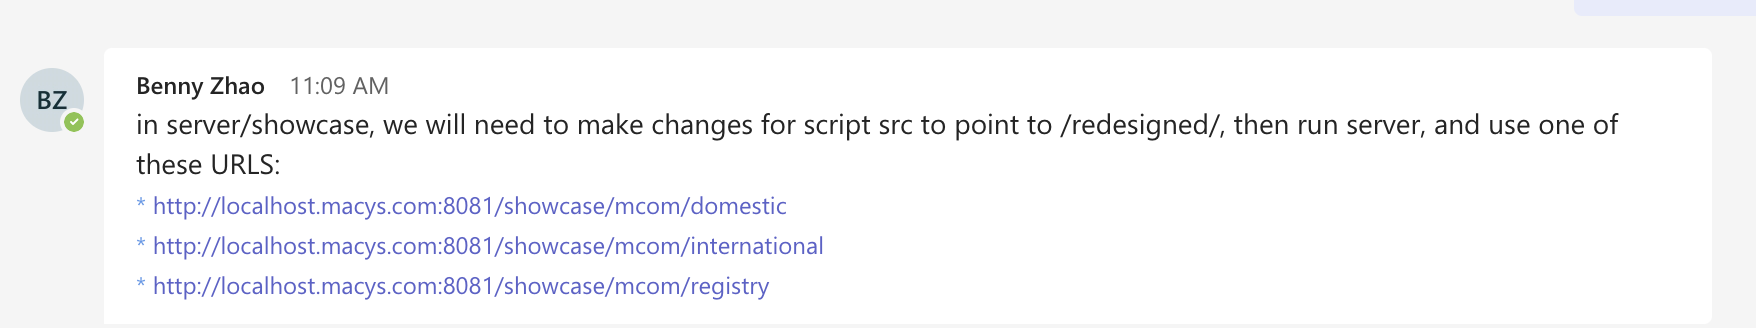 BZ
Benny Zhao 11:09 AM
in server/showcase, we will need to make changes for script src to point to /redesigned/, then run server, and use one of
these URLS:
* http://localhost.macys.com:8081/showcase/mcom/domestic
* http://localhost.macys.com:8081/showcase/mcom/international
* http://localhost.macys.com:8081/showcase/mcom/registry